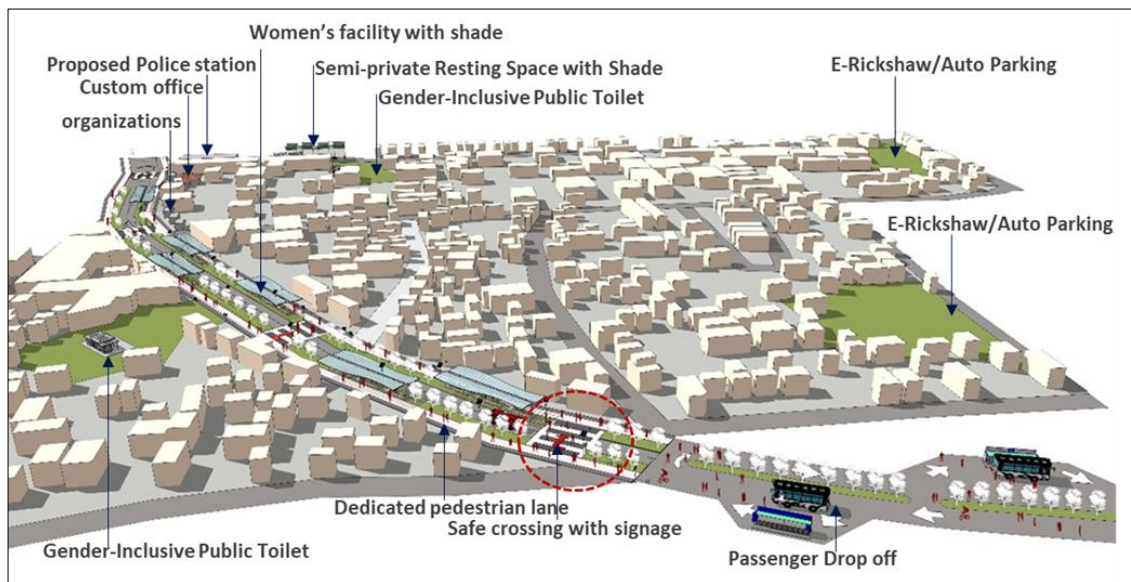 Women's facility with shade
Proposed Police station
Custom office
organizations
Semi-private Resting Space with Shade
Gender-Inclusive Public Toilet
E-Rickshaw/Auto Parking
E-Rickshaw/Auto Parking
Dedicated pedestrian lane
Safe crossing with signage
Gender-Inclusive Public Toilet
Passenger Drop off